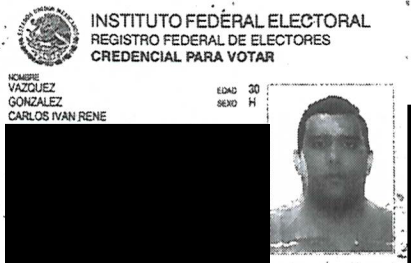 INSTITUTO FEDERAL ELECTORAL
REGISTRO FEDERAL DE ELECTORES
CREDENCIAL PARA VOTAR
NOMBRE
VAZQUEZ EDAD 30
GONZALEZ SEXO H
CARLOS IVAN RENE